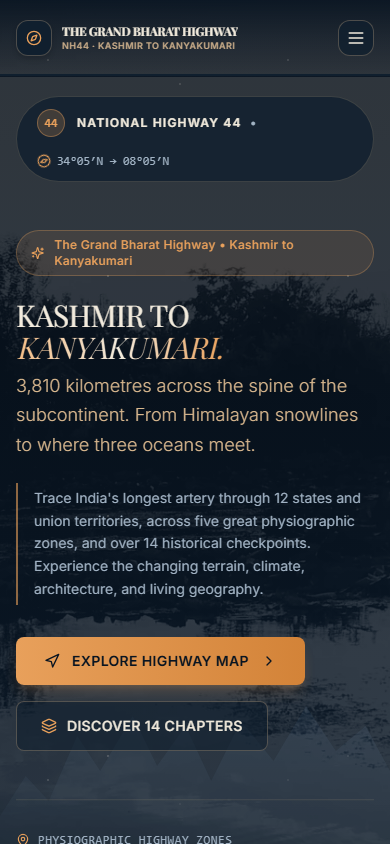 THE GRAND BHARAT HIGHWAY
NH44 · KASHMIR TO KANYAKUMARI
44 NATIONAL HIGHWAY 44 •
34°05′N → 08°05′N
The Grand Bharat Highway • Kashmir to
Kanyakumari
KASHMIR TO
KANYAKUMARI.
3,810 kilometres across the spine of the
subcontinent. From Himalayan snowlines
to where three oceans meet.
Trace India's longest artery through 12 states and
union territories, across five great physiographic
zones, and over 14 historical checkpoints.
Experience the changing terrain, climate,
architecture, and living geography.
EXPLORE HIGHWAY MAP
DISCOVER 14 CHAPTERS
PHYSIOGRAPHIC HIGHWAY ZONES